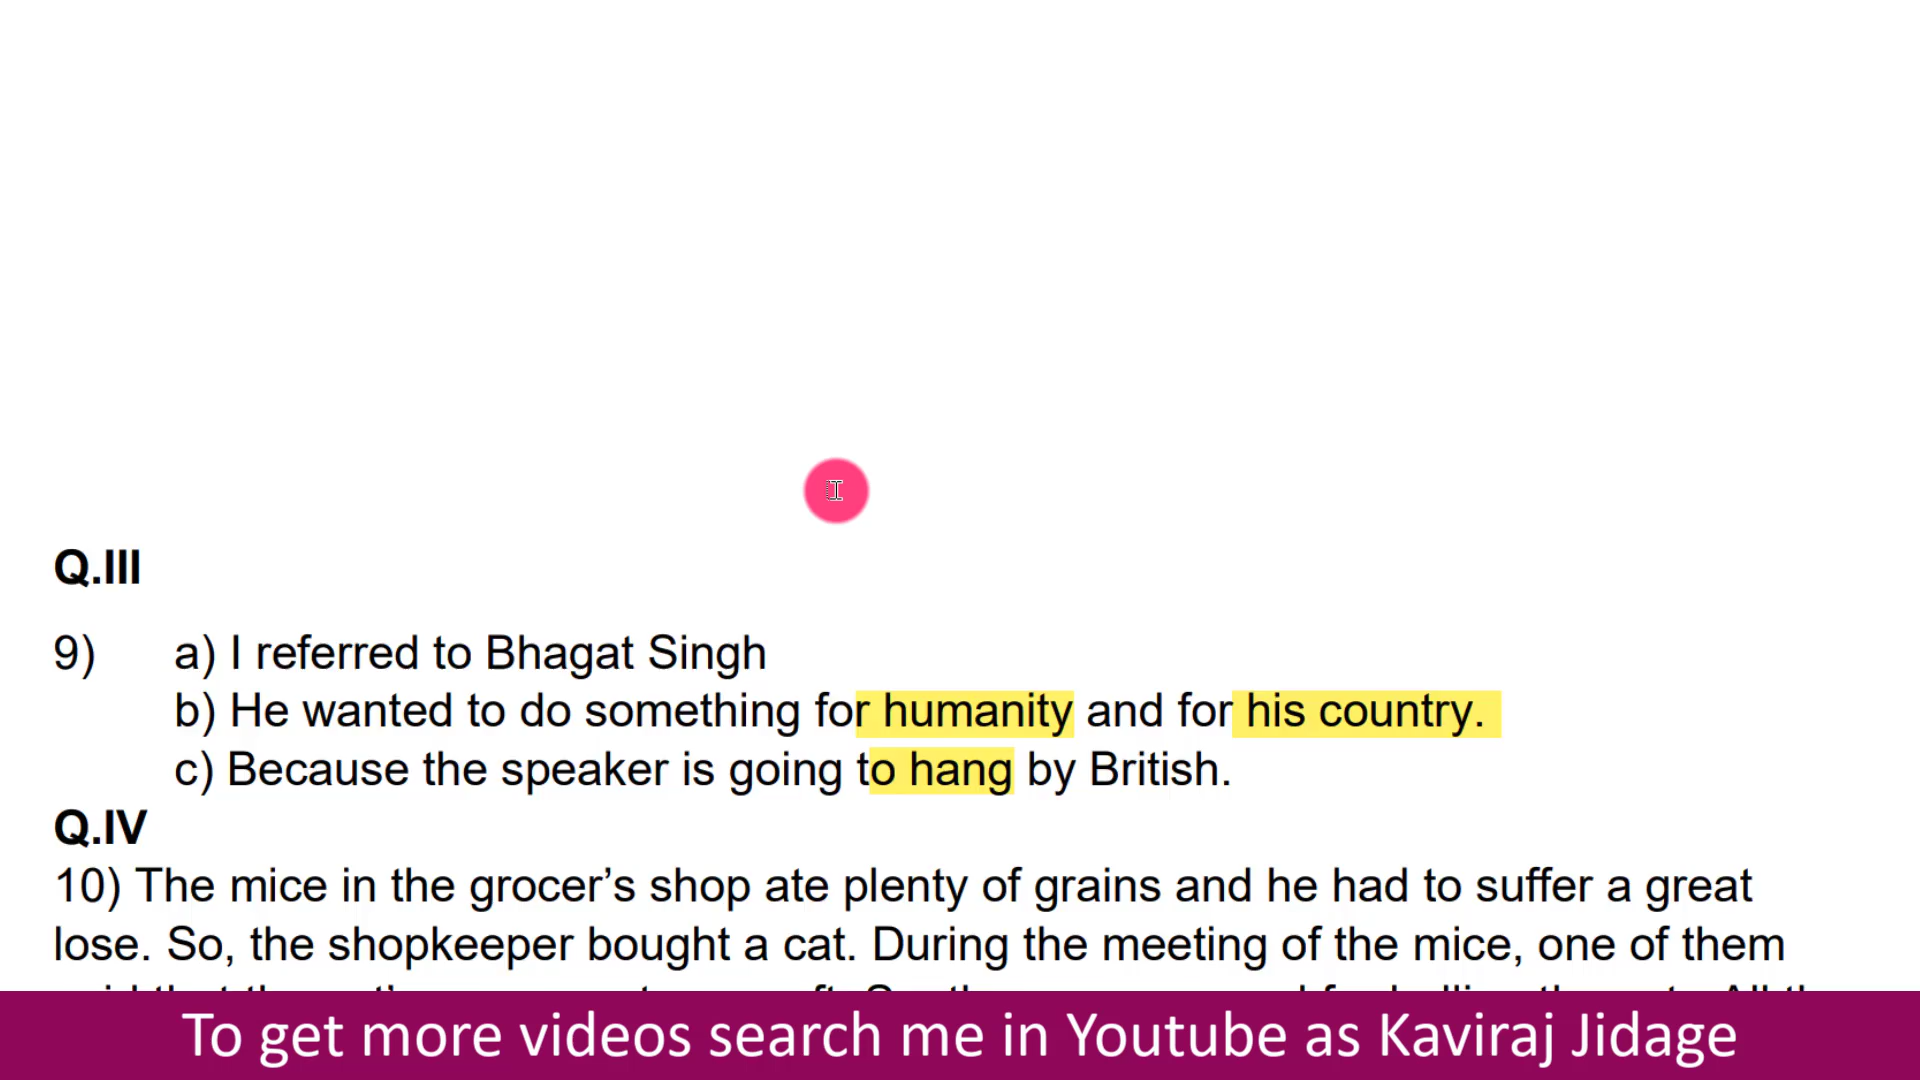 Q.III
9) a) I referred to Bhagat Singh
b) He wanted to do something for humanity and for his country.
c) Because the speaker is going to hang by British.
Q.IV
10) The mice in the grocer’s shop ate plenty of grains and he had to suffer a great
lose. So, the shopkeeper bought a cat. During the meeting of the mice, one of them
To get more videos search me in Youtube as Kaviraj Jidage